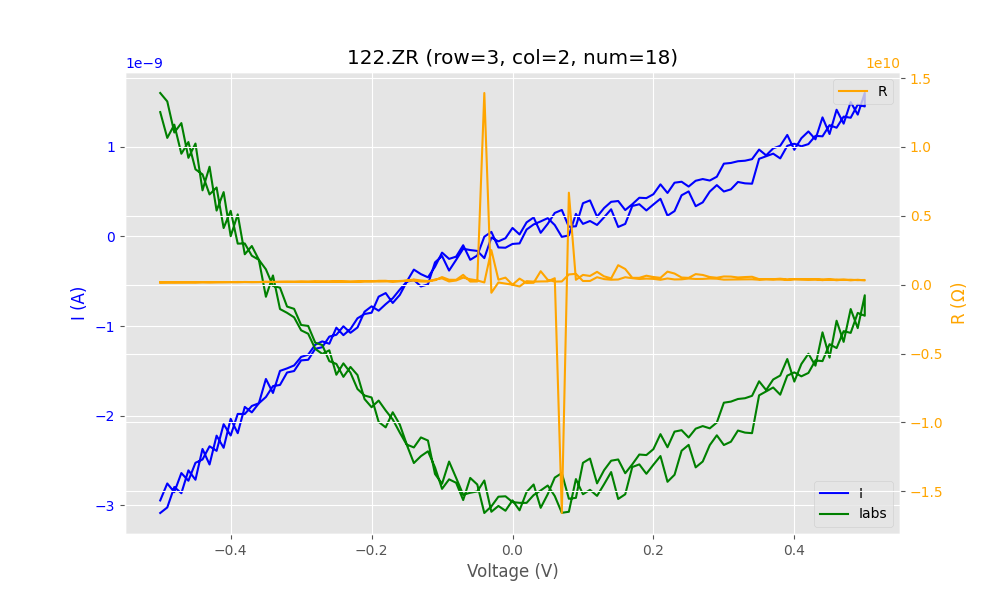 122.ZR (row=3, col=2, num=18)
1e−9
1e10
1
0
−1
−2
−3
I (A)
1.5
1.0
0.5
0.0
−0.5
−1.0
−1.5
R (Ω)
R
i
Iabs
−0.4
−0.2
0.0
0.2
0.4
Voltage (V)